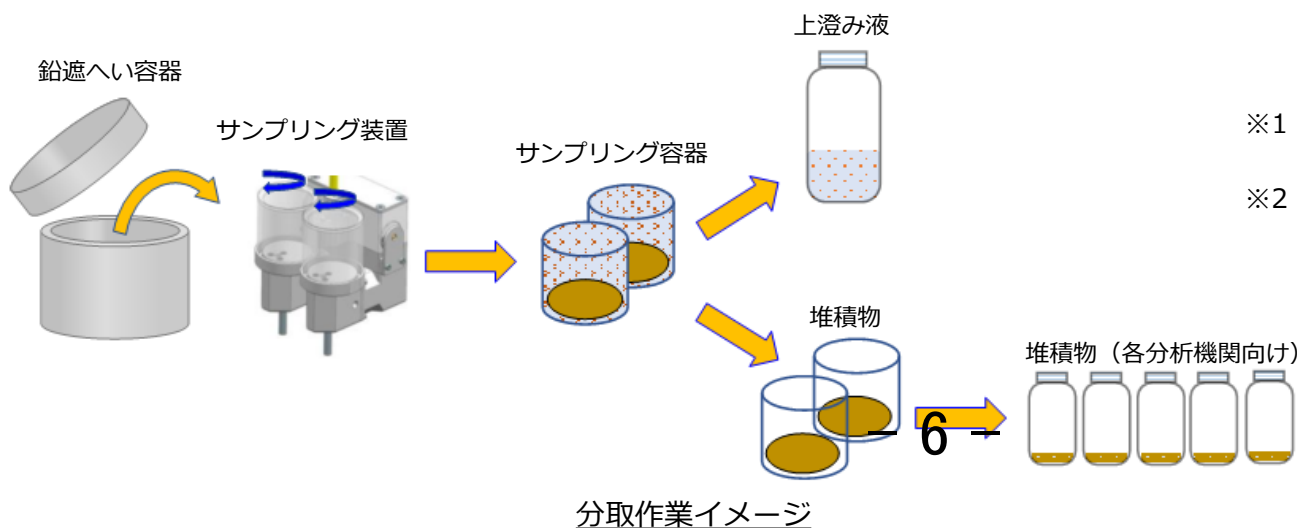 上澄み液
鉛遮へい容器
サンプリング装置
サンプリング容器
※1
※2
堆積物
堆積物（各分析機関向け）
− 6 −
分取作業イメージ